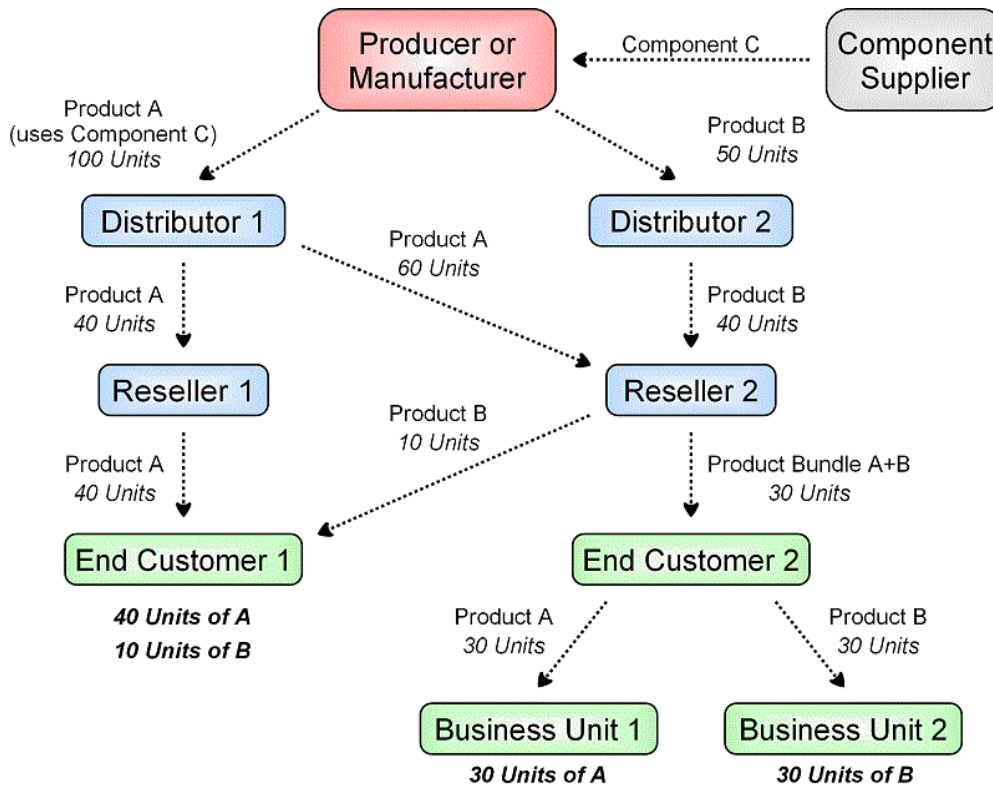 Producer or
Manufacturer
Component C
Component
Supplier
Product A
(uses Component C)
100 Units
Product B
50 Units
Distributor 1
Distributor 2
Product A
60 Units
Product A
40 Units
Product B
40 Units
Reseller 1
Reseller 2
Product B
10 Units
Product A
40 Units
Product Bundle A+B
30 Units
End Customer 1
End Customer 2
40 Units of A
10 Units of B
Product A
30 Units
Product B
30 Units
Business Unit 1
Business Unit 2
30 Units of A
30 Units of B